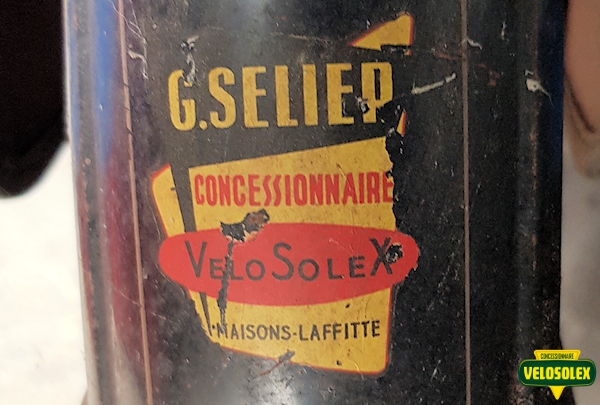 G.SELIEP
CONCESSIONNAIRE
VELOSOLEX
MAISONS-LAFFITTE
CONCESSIONNAIRE
VELOSOLEX